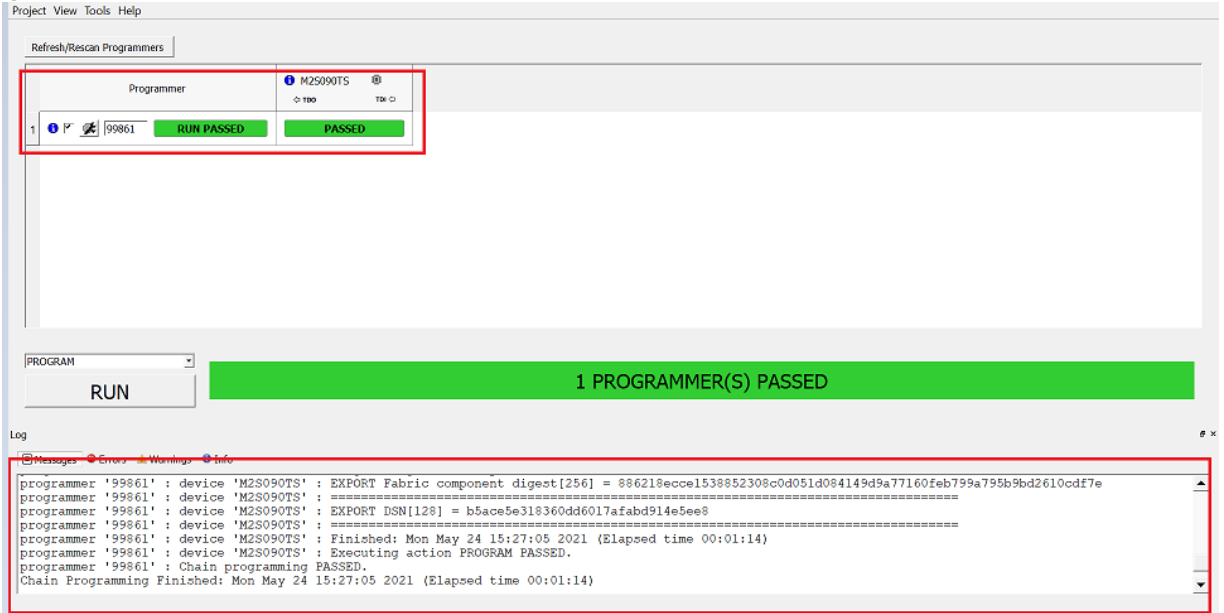 Project View Tools Help
Refresh/Rescan Programmers
Programmer
M2S090TS
TDO TDI
1 99861 RUN PASSED PASSED
PROGRAM
RUN
1 PROGRAMMER(S) PASSED
Log
Messages Errors Warnings Info
programmer '99861' : device 'M2S090TS' : EXPORT Fabric component digest[256] = 886218ecce1538852308c0d051d084149d9a77160feb799a795b9bd2610cdf7e
programmer '99861' : device 'M2S090TS' : ===============================================================================
programmer '99861' : device 'M2S090TS' : EXPORT DSN[128] = b5ace5e318360dd6017afabd914e5ee8
programmer '99861' : device 'M2S090TS' : ===============================================================================
programmer '99861' : device 'M2S090TS' : Finished: Mon May 24 15:27:05 2021 (Elapsed time 00:01:14)
programmer '99861' : device 'M2S090TS' : Executing action PROGRAM PASSED.
programmer '99861' : Chain programming PASSED.
Chain Programming Finished: Mon May 24 15:27:05 2021 (Elapsed time 00:01:14)